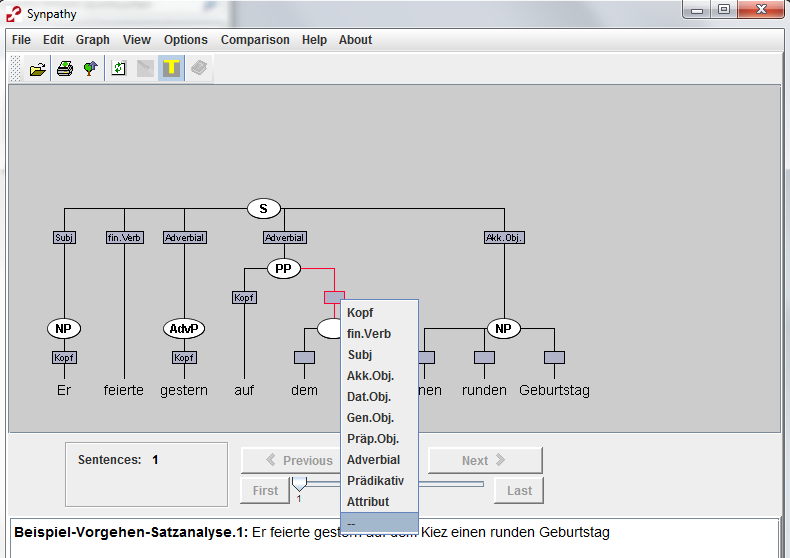 Synpathy
File Edit Graph View Options Comparison Help About
T
S
Subj fin.Verb Adverbial Adverbial Akk.Obj.
PP
Kopf
NP AdvP NP
Kopf Kopf
Er feierte gestern auf dem nen runden Geburtstag
Kopf
fin.Verb
Subj
Akk.Obj.
Dat.Obj.
Gen.Obj.
Präp.Obj.
Adverbial
Prädikativ
Attribut
--
Sentences: 1
Previous Next
First 1 Last
Beispiel-Vorgehen-Satzanalyse.1: Er feierte gestern auf dem Kiez einen runden Geburtstag